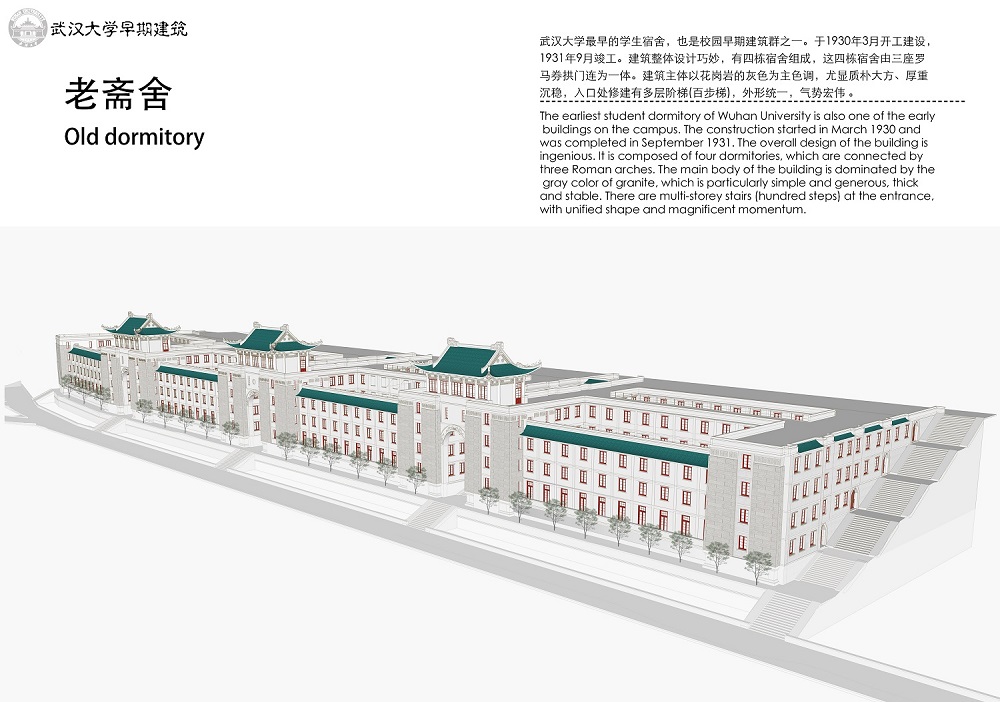 武汉大学早期建筑
老斋舍
Old dormitory
武汉大学最早的学生宿舍，也是校园早期建筑群之一。于1930年3月开工建设，
1931年9月竣工。建筑整体设计巧妙，有四栋宿舍组成，这四栋宿舍由三座罗
马券拱门连为一体。建筑主体以花岗岩的灰色为主色调，尤显质朴大方、厚重
沉稳，入口处修建有多层阶梯(百步梯)，外形统一，气势宏伟 。
The earliest student dormitory of Wuhan University is also one of the early
buildings on the campus. The construction started in March 1930 and
was completed in September 1931. The overall design of the building is
ingenious. It is composed of four dormitories, which are connected by
three Roman arches. The main body of the building is dominated by the
gray color of granite, which is particularly simple and generous, thick
and stable. There are multi-storey stairs (hundred steps) at the entrance,
with unified shape and magnificent momentum.